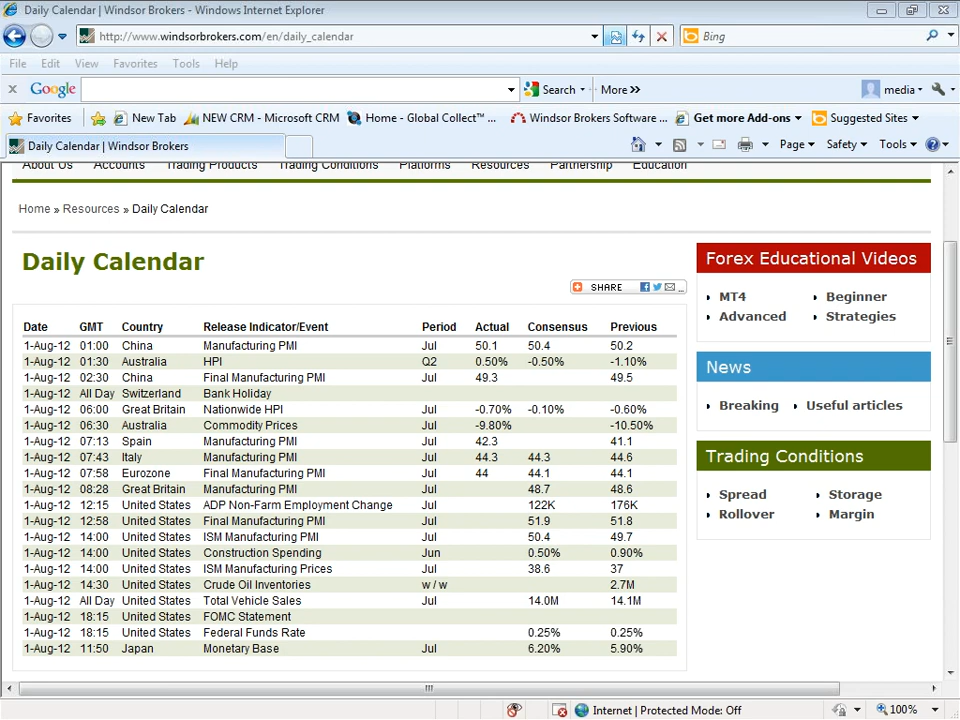 Daily Calendar | Windsor Brokers - Windows Internet Explorer
http://www.windsorbrokers.com/en/daily_calendar
Bing
File Edit View Favorites Tools Help
x Google Search More »
media
Favorites New Tab NEW CRM - Microsoft CRM Home - Global Collect™ ... Windsor Brokers Software ... Get more Add-ons Suggested Sites
Daily Calendar | Windsor Brokers
Page Safety Tools
About Us Accounts Trading Products Trading Conditions Platforms Resources Partnership Education
Home » Resources » Daily Calendar
Daily Calendar
SHARE ...
Date GMT Country Release Indicator/Event Period Actual Consensus Previous
1-Aug-12 01:00 China Manufacturing PMI Jul 50.1 50.4 50.2
1-Aug-12 01:30 Australia HPI Q2 0.50% -0.50% -1.10%
1-Aug-12 02:30 China Final Manufacturing PMI Jul 49.3 49.5
1-Aug-12 All Day Switzerland Bank Holiday
1-Aug-12 06:00 Great Britain Nationwide HPI Jul -0.70% -0.10% -0.60%
1-Aug-12 06:30 Australia Commodity Prices Jul -9.80% -10.50%
1-Aug-12 07:13 Spain Manufacturing PMI Jul 42.3 41.1
1-Aug-12 07:43 Italy Manufacturing PMI Jul 44.3 44.3 44.6
1-Aug-12 07:58 Eurozone Final Manufacturing PMI Jul 44 44.1 44.1
1-Aug-12 08:28 Great Britain Manufacturing PMI Jul 48.7 48.6
1-Aug-12 12:15 United States ADP Non-Farm Employment Change Jul 122K 176K
1-Aug-12 12:58 United States Final Manufacturing PMI Jul 51.9 51.8
1-Aug-12 14:00 United States ISM Manufacturing PMI Jul 50.4 49.7
1-Aug-12 14:00 United States Construction Spending Jun 0.50% 0.90%
1-Aug-12 14:00 United States ISM Manufacturing Prices Jul 38.6 37
1-Aug-12 14:30 United States Crude Oil Inventories w / w 2.7M
1-Aug-12 All Day United States Total Vehicle Sales Jul 14.0M 14.1M
1-Aug-12 18:15 United States FOMC Statement
1-Aug-12 18:15 United States Federal Funds Rate 0.25% 0.25%
1-Aug-12 11:50 Japan Monetary Base Jul 6.20% 5.90%
Forex Educational Videos
MT4 Beginner
Advanced Strategies
News
Breaking Useful articles
Trading Conditions
Spread Storage
Rollover Margin
Internet | Protected Mode: Off 100%